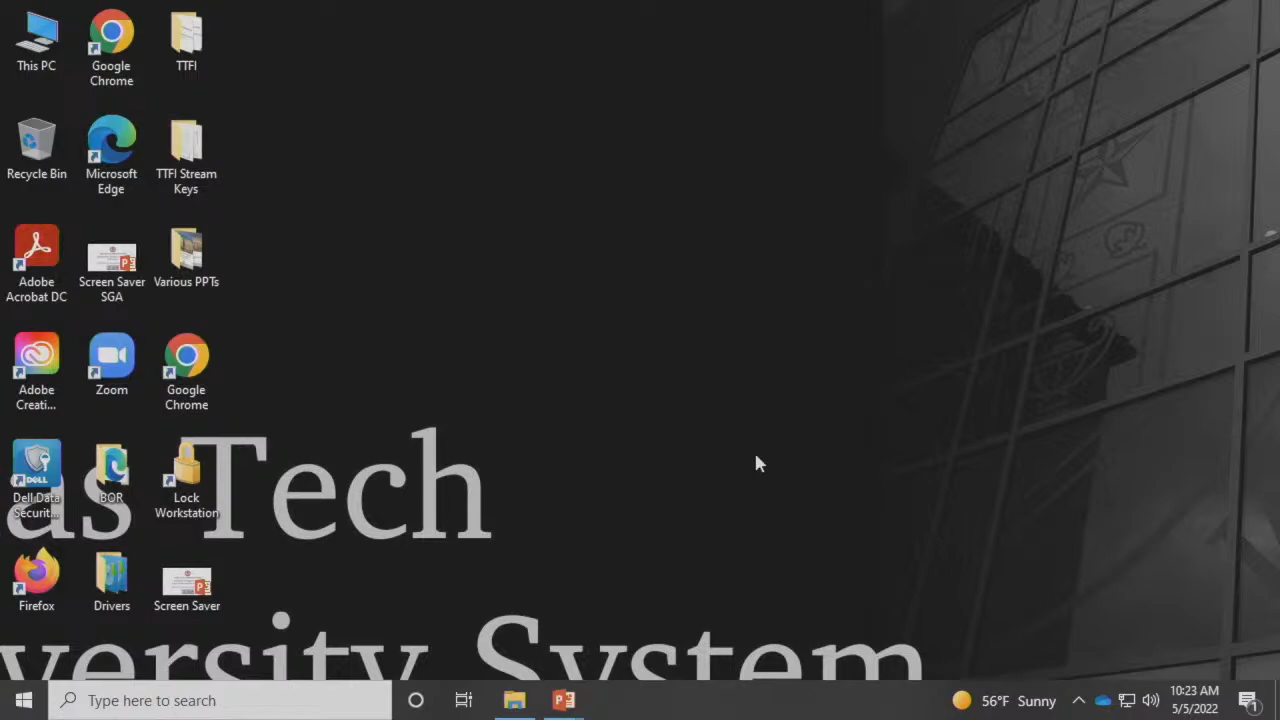 This PC
Google
Chrome
TTFI
Recycle Bin
Microsoft
Edge
TTFI Stream
Keys
Adobe
Acrobat DC
Screen Saver
SGA
Various PPTs
Adobe
Creati...
Zoom
Google
Chrome
Dell Data
Securit...
BOR
Lock
Workstation
Firefox
Drivers
Screen Saver
as Tech
versity System
Type here to search
56°F Sunny
10:23 AM
5/5/2022
1
DELL